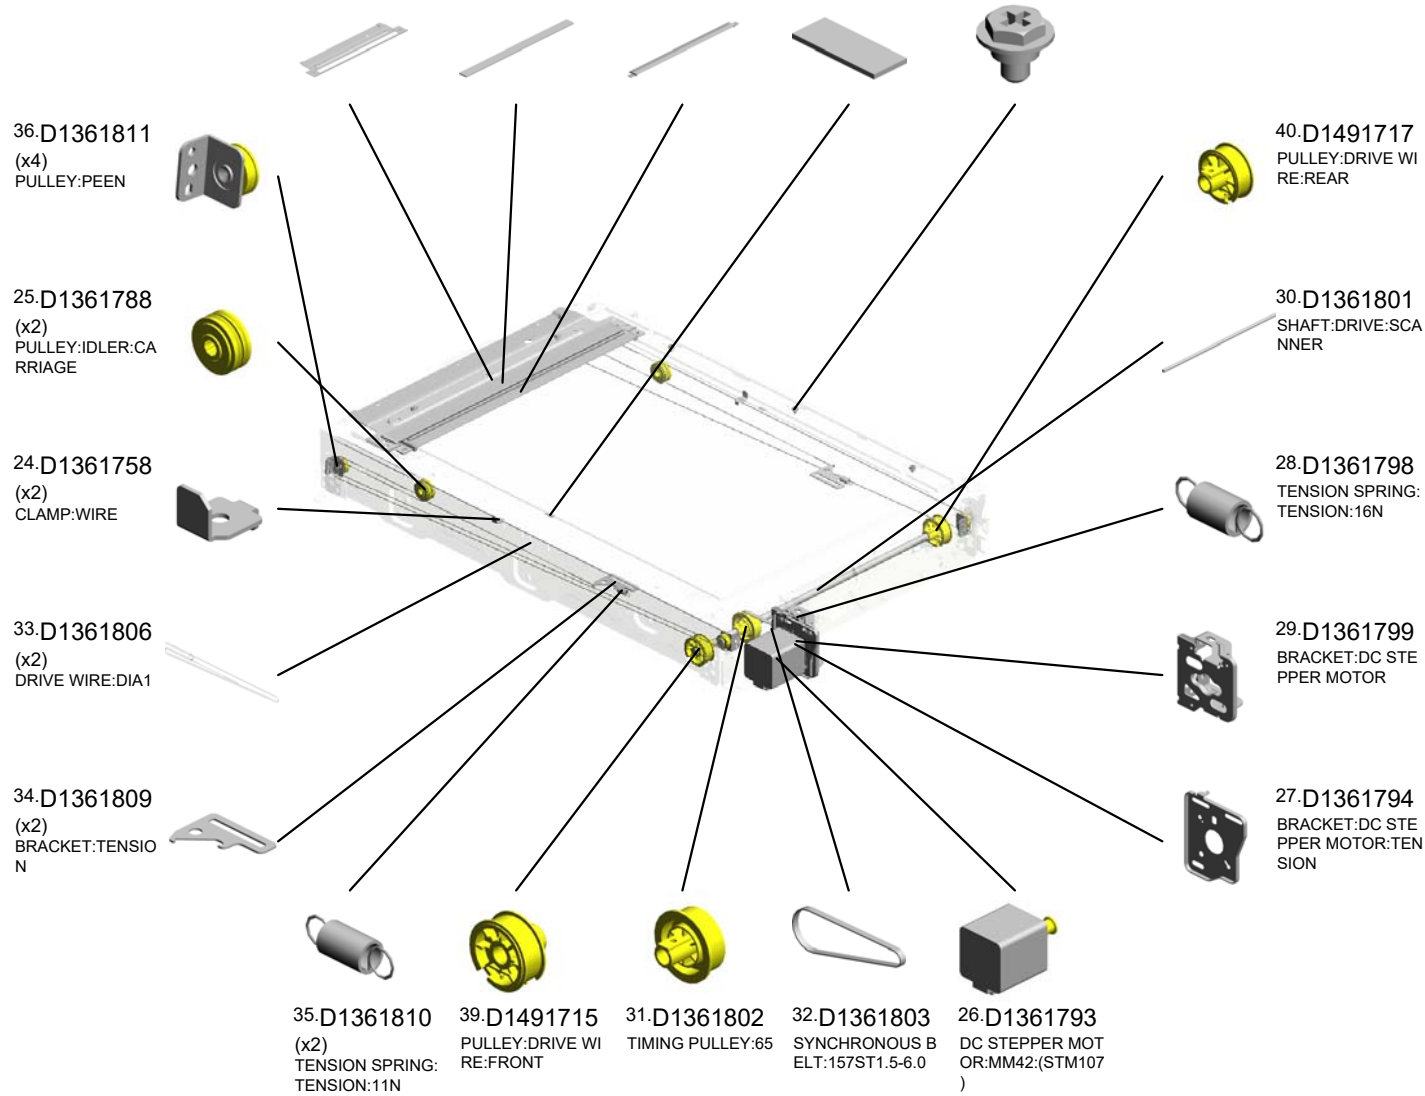 36.D1361811
(x4)
PULLEY:PEEN
25.D1361788
(x2)
PULLEY:IDLER:CA
RRIAGE
24.D1361758
(x2)
CLAMP:WIRE
33.D1361806
(x2)
DRIVE WIRE:DIA1
34.D1361809
(x2)
BRACKET:TENSIO
N
35.D1361810
(x2)
TENSION SPRING:
TENSION:11N
39.D1491715
PULLEY:DRIVE WI
RE:FRONT
31.D1361802
TIMING PULLEY:65
32.D1361803
SYNCHRONOUS B
ELT:157ST1.5-6.0
26.D1361793
DC STEPPER MOT
OR:MM42:(STM107
)
40.D1491717
PULLEY:DRIVE WI
RE:REAR
30.D1361801
SHAFT:DRIVE:SCA
NNER
28.D1361798
TENSION SPRING:
TENSION:16N
29.D1361799
BRACKET:DC STE
PPER MOTOR
27.D1361794
BRACKET:DC STE
PPER MOTOR:TEN
SION